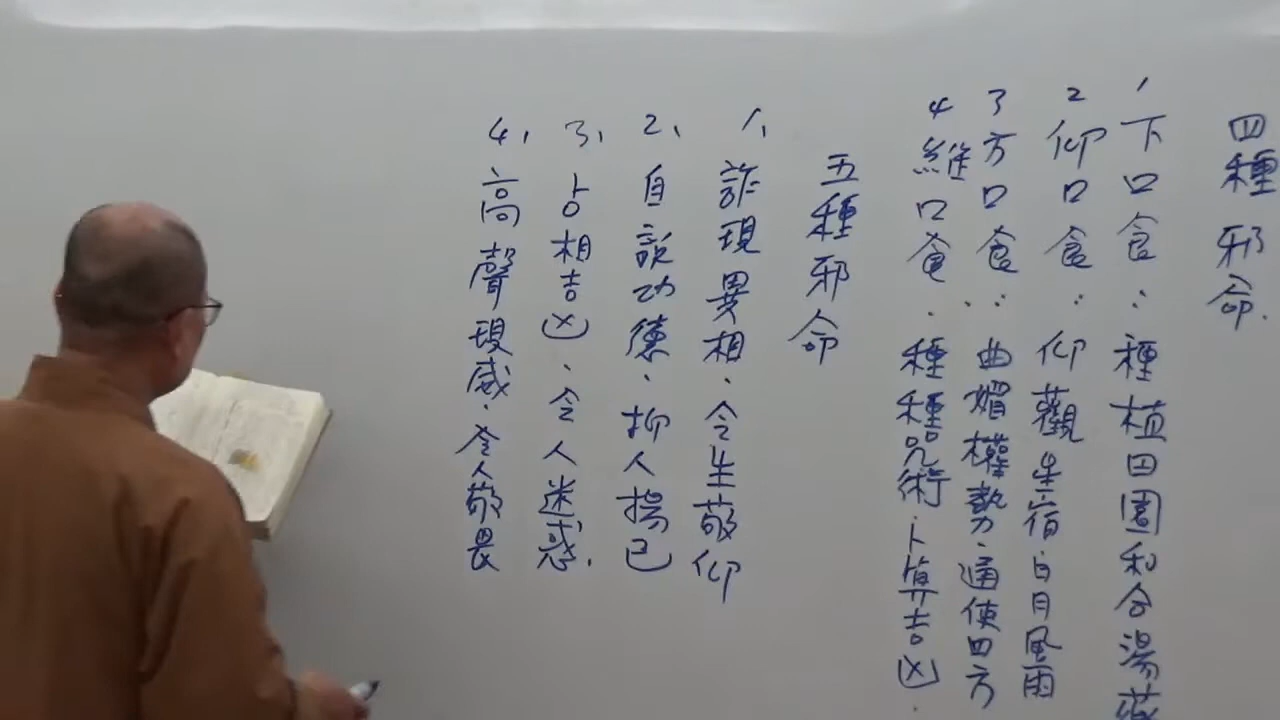 四種邪命.
1 下口食:種植田園和合湯藥
2 仰口食:仰觀星宿.日月風雨
3 方口食:曲媚權勢.通使四方
4 維口食.種種咒術.卜算吉凶.
五種邪命
1、詐現異相.令生敬仰
2、自說功德.抑人揚己
3、占相吉凶.令人迷惑.
4、高聲現威.令人敬畏